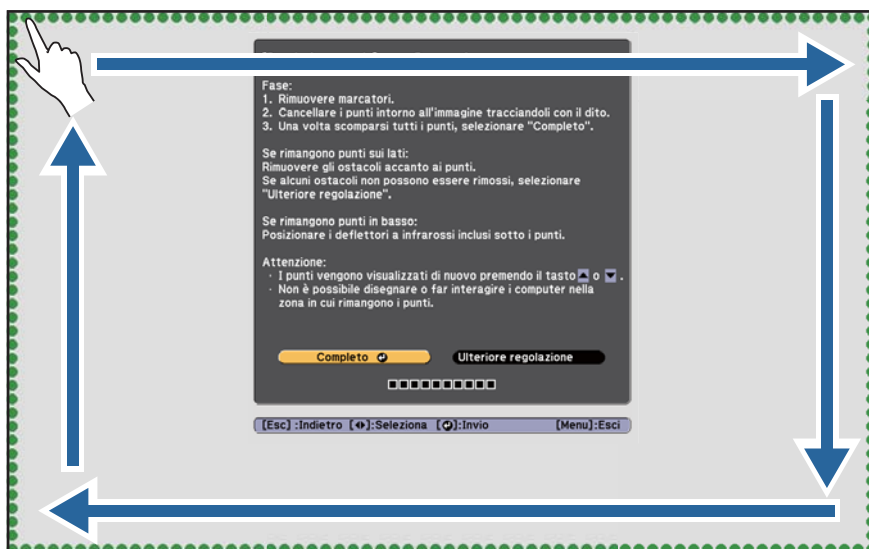 Fase:
1. Rimuovere marcatori.
2. Cancellare i punti intorno all'immagine tracciandoli con il dito.
3. Una volta scomparsi tutti i punti, selezionare "Completo".
Se rimangono punti sui lati:
Rimuovere gli ostacoli accanto ai punti.
Se alcuni ostacoli non possono essere rimossi, selezionare
"Ulteriore regolazione".
Se rimangono punti in basso:
Posizionare i deflettori a infrarossi inclusi sotto i punti.
Attenzione:
· I punti vengono visualizzati di nuovo premendo il tasto ▲ o ▼ .
· Non è possibile disegnare o far interagire i computer nella
zona in cui rimangono i punti.
Completo Ulteriore regolazione
[Esc] :Indietro [◂▸]:Seleziona [⏎]:Invio [Menu]:Esci